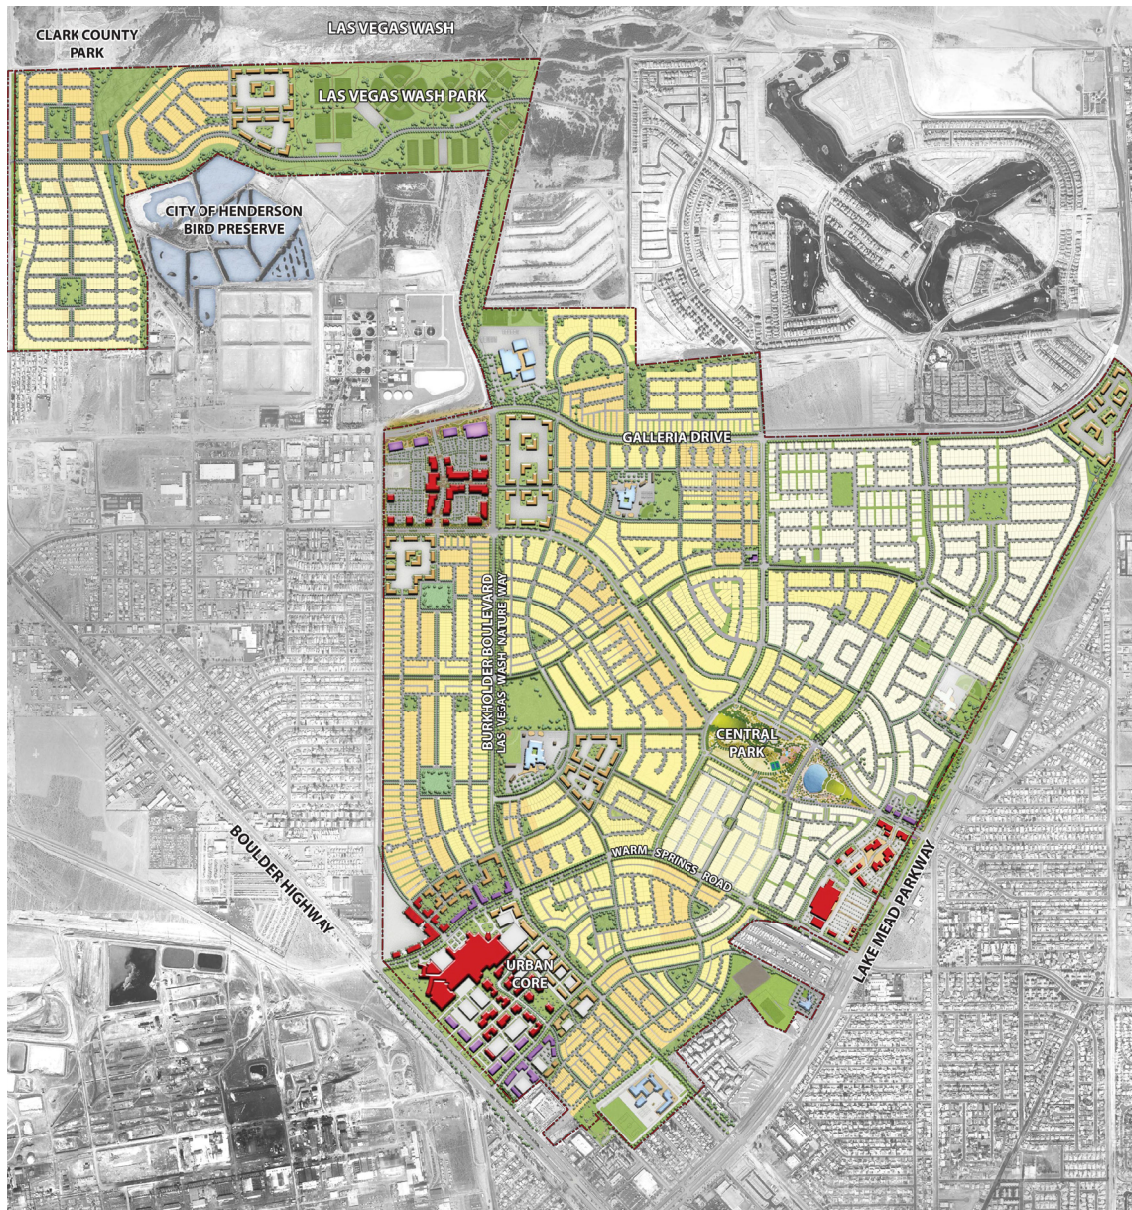 LAS VEGAS WASH
CLARK COUNTY
PARK
LAS VEGAS WASH PARK
CITY OF HENDERSON
BIRD PRESERVE
GALLERIA DRIVE
BURKHOLDER BOULEVARD
LAS VEGAS WASH NATURE WAY
CENTRAL
PARK
WARM SPRINGS ROAD
BOULDER HIGHWAY
LAKE MEAD PARKWAY
URBAN
CORE